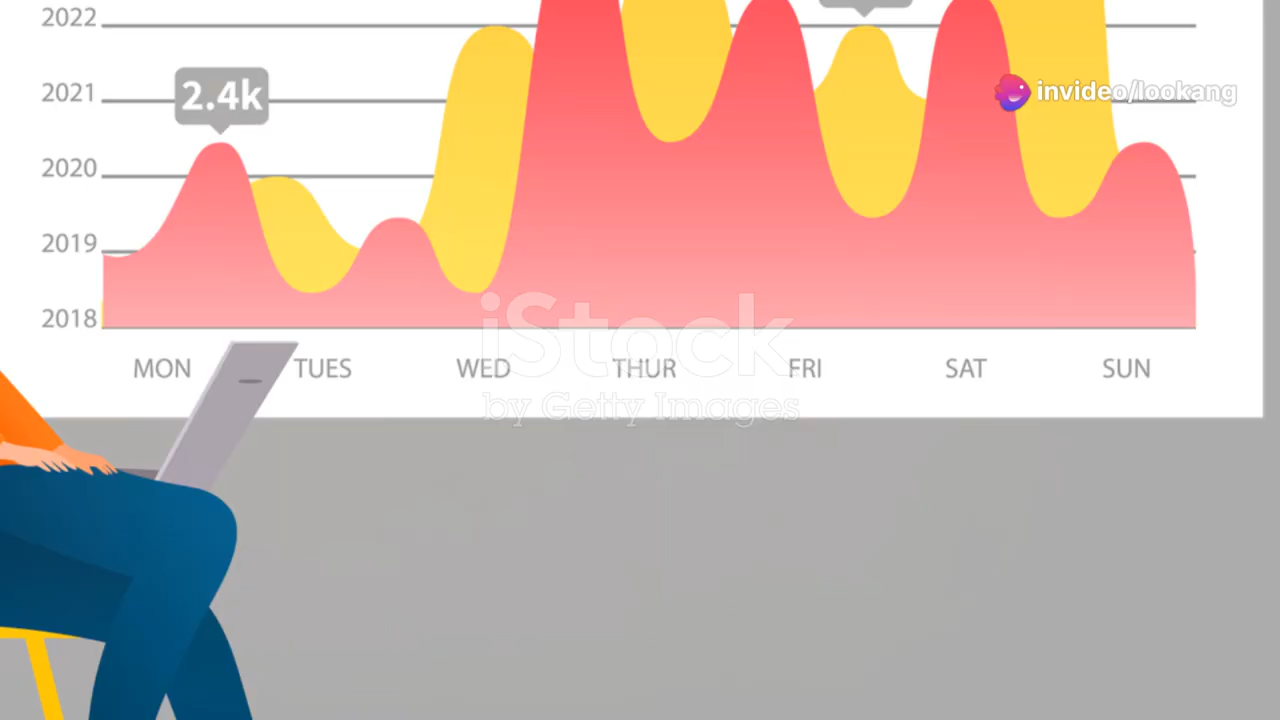 2022
2021
2020
2019
2018
2.4k
invideo/lookang
MON TUES WED THUR FRI SAT SUN
iStock
by Getty Images